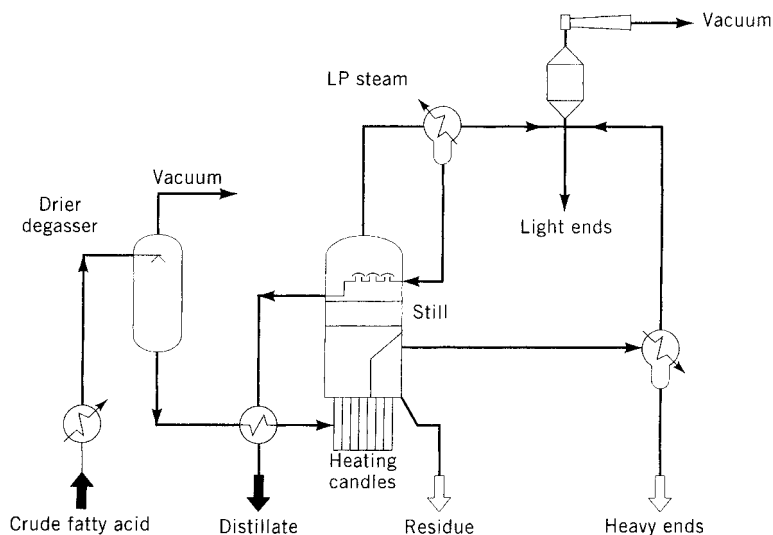 Vacuum
LP steam
Vacuum
Drier
degasser
Light ends
Still
Heating
candles
Crude fatty acid
Distillate
Residue
Heavy ends